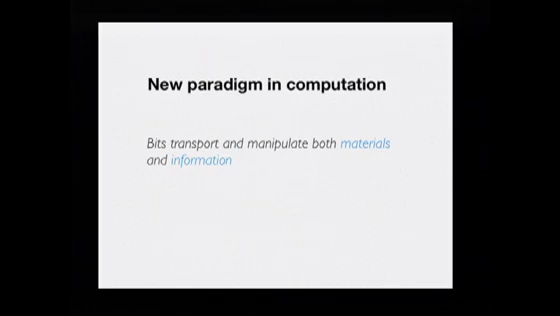 New paradigm in computation
Bits transport and manipulate both materials
and information